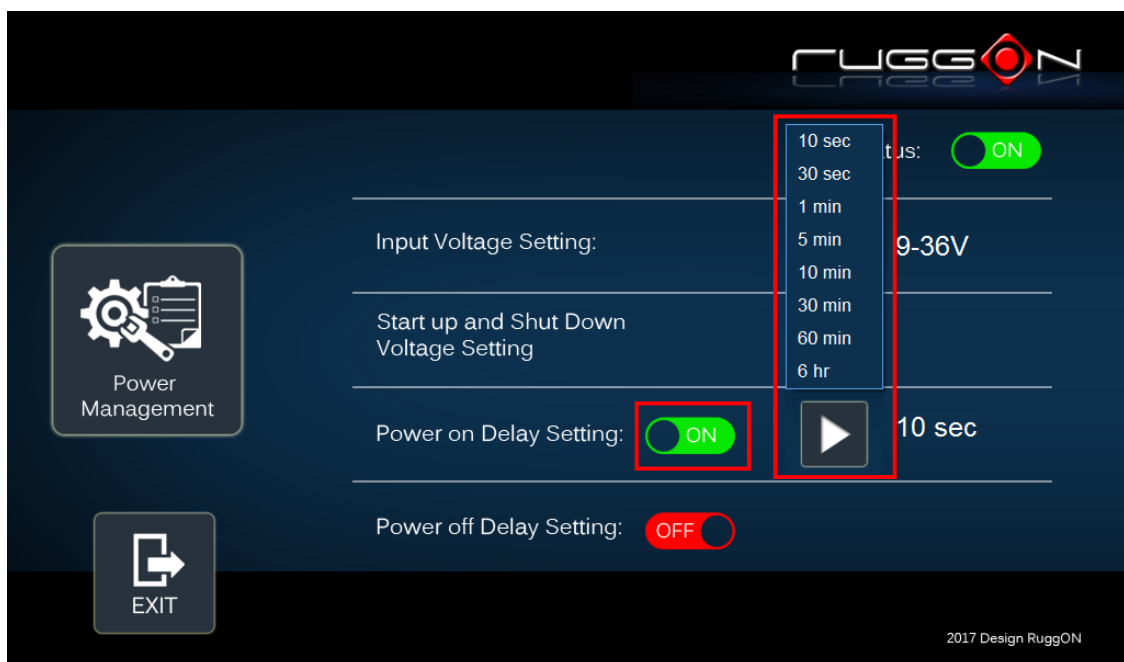 ruggON
10 sec
30 sec
1 min
5 min
10 min
30 min
60 min
6 hr
tus:
ON
Input Voltage Setting:
9-36V
Start up and Shut Down
Voltage Setting
Power
Management
Power on Delay Setting:
ON
10 sec
Power off Delay Setting:
OFF
EXIT
2017 Design RuggON